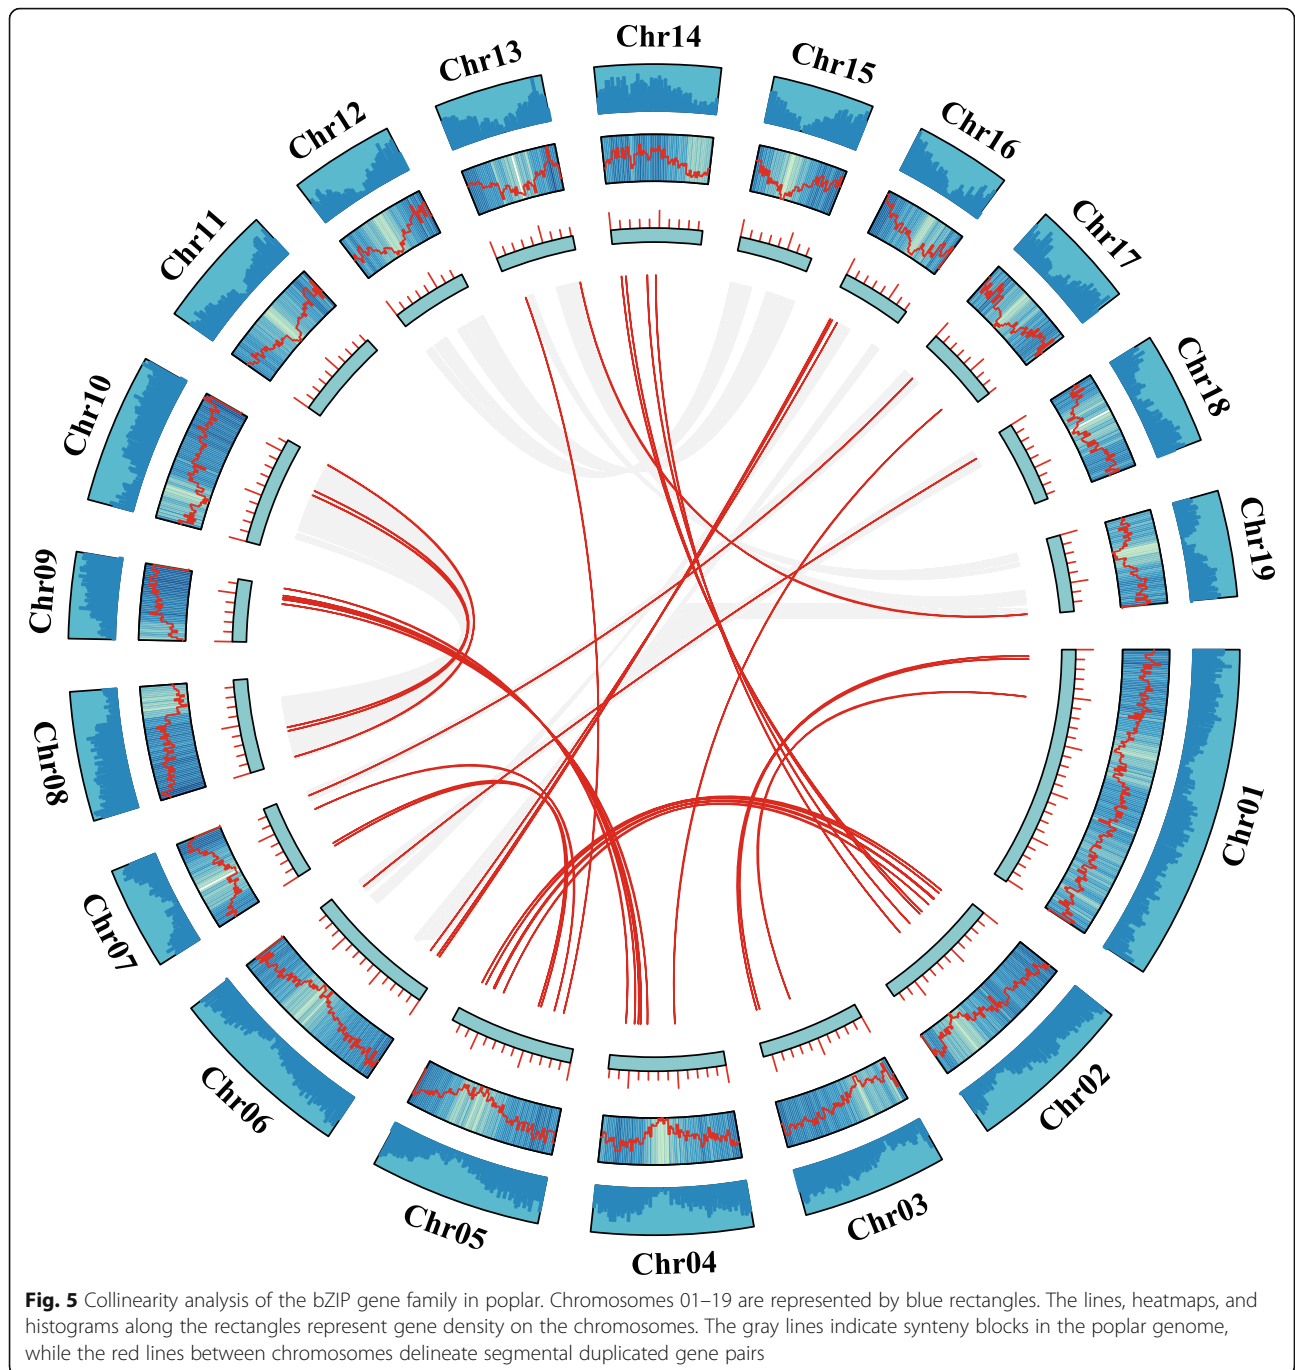 Chr14
Chr13
Chr15
Chr12
Chr16
Chr11
Chr17
Chr10
Chr18
Chr09
Chr19
Chr08
Chr01
Chr07
Chr06
Chr02
Chr05
Chr03
Chr04
Fig. 5 Collinearity analysis of the bZIP gene family in poplar. Chromosomes 01–19 are represented by blue rectangles. The lines, heatmaps, and
histograms along the rectangles represent gene density on the chromosomes. The gray lines indicate synteny blocks in the poplar genome,
while the red lines between chromosomes delineate segmental duplicated gene pairs